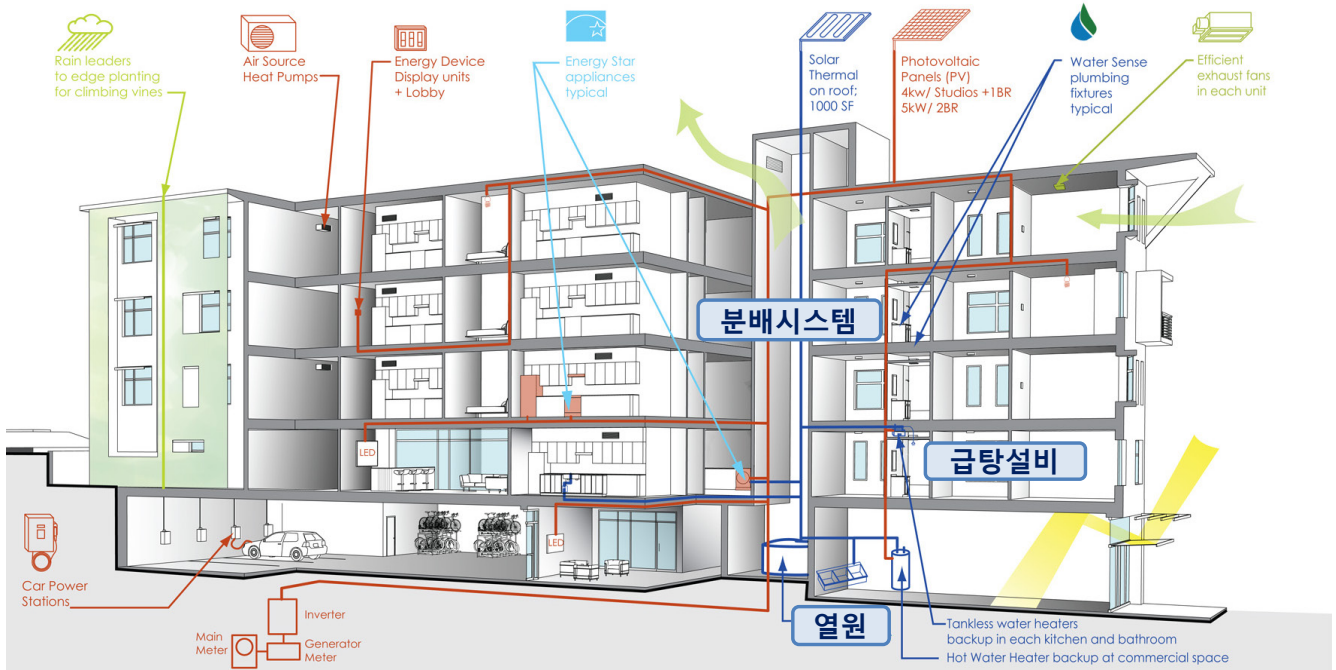 Rain leaders
to edge planting
for climbing vines
Air Source
Heat Pumps
Energy Device
Display units
+ Lobby
Energy Star
appliances
typical
Solar
Thermal
on roof;
1000 SF
Photovoltaic
Panels (PV)
4kw/ Studios +1BR
5kW/ 2BR
Water Sense
plumbing
fixtures
typical
Efficient
exhaust fans
in each unit
분배시스템
LED
급탕설비
LED
Car Power
Stations
Inverter
Main
Meter
Generator
Meter
열원
Tankless water heaters
backup in each kitchen and bathroom
Hot Water Heater backup at commercial space